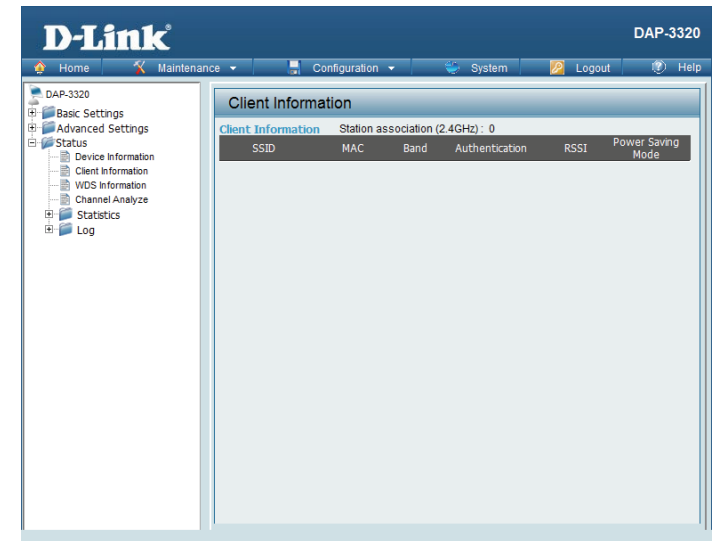 D-Link®
DAP-3320
Home Maintenance Configuration System Logout Help
DAP-3320
Basic Settings
Advanced Settings
Status
Device Information
Client Information
WDS Information
Channel Analyze
Statistics
Log
Client Information
Client Information Station association (2.4GHz) : 0
SSID MAC Band Authentication RSSI Power Saving Mode